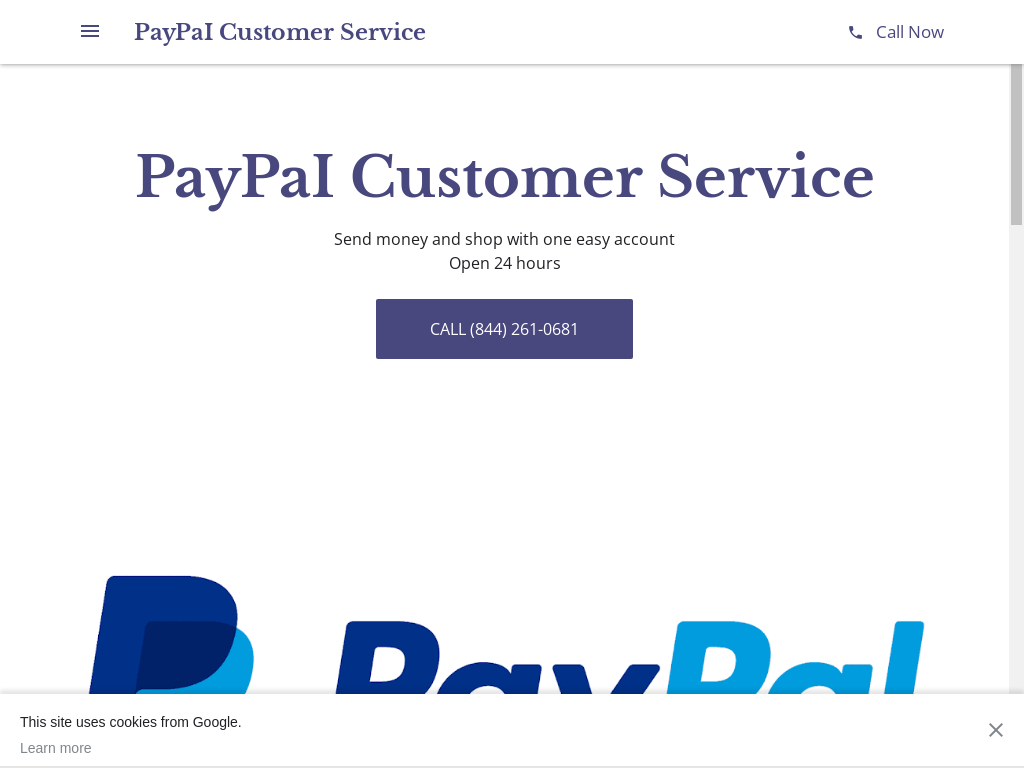 PayPaI Customer Service
Call Now
PayPaI Customer Service
Send money and shop with one easy account
Open 24 hours
CALL (844) 261-0681
PayPal
This site uses cookies from Google.
Learn more